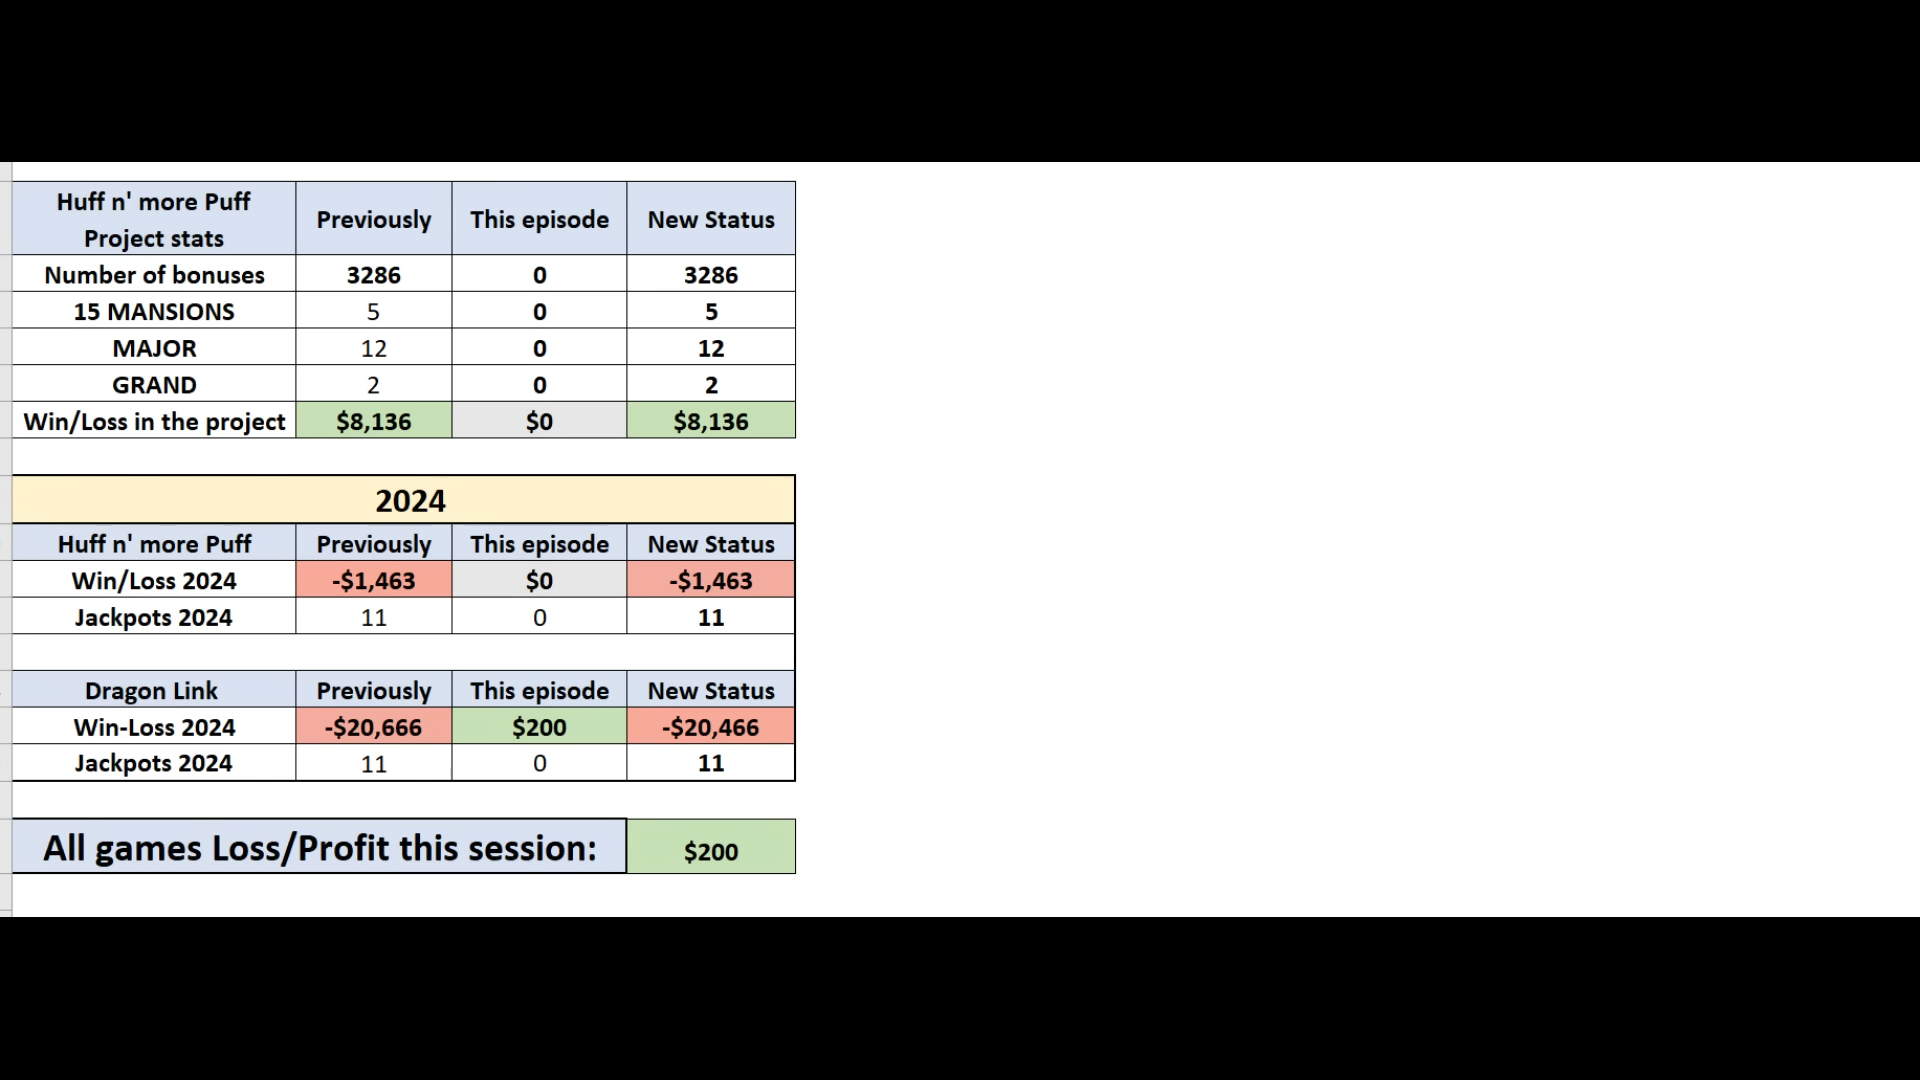 Huff n' more Puff
Project stats Previously This episode New Status
Number of bonuses 3286 0 3286
15 MANSIONS 5 0 5
MAJOR 12 0 12
GRAND 2 0 2
Win/Loss in the project $8,136 $0 $8,136
2024
Huff n' more Puff Previously This episode New Status
Win/Loss 2024 -$1,463 $0 -$1,463
Jackpots 2024 11 0 11
Dragon Link Previously This episode New Status
Win-Loss 2024 -$20,666 $200 -$20,466
Jackpots 2024 11 0 11
All games Loss/Profit this session: $200